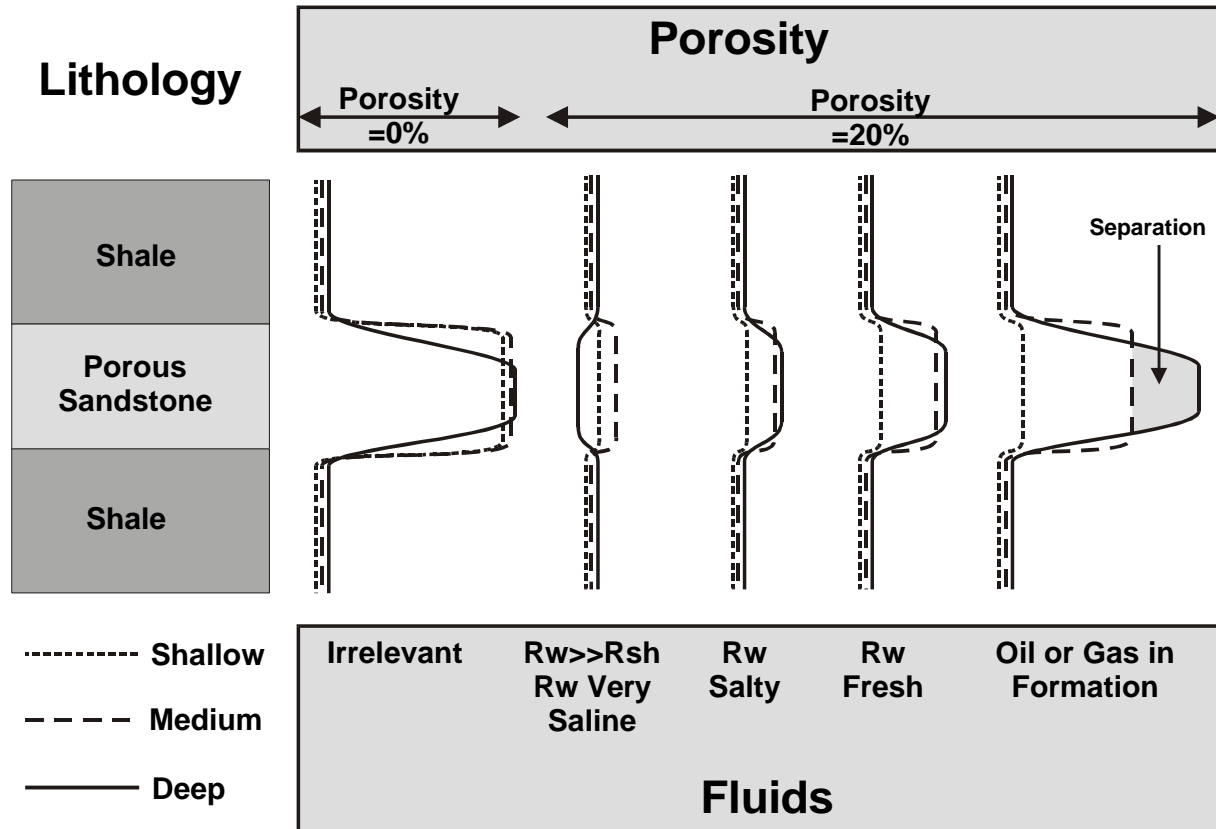 Lithology
Porosity
Porosity
=0%
Porosity
=20%
Shale
Porous
Sandstone
Shale
Separation
Shallow
Medium
Deep
Irrelevant
Rw>>Rsh
Rw Very
Saline
Rw
Salty
Rw
Fresh
Oil or Gas in
Formation
Fluids